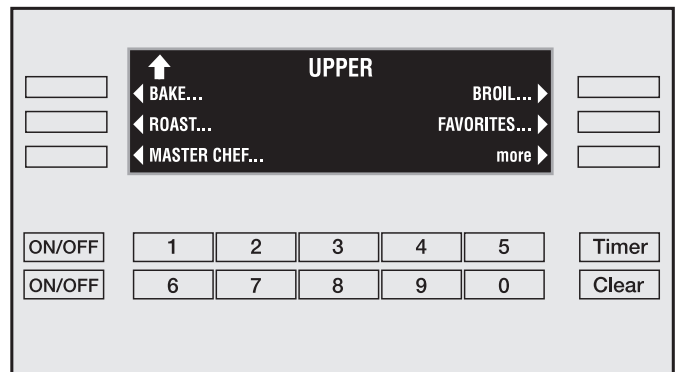 UPPER
BAKE... BROIL...
ROAST... FAVORITES...
MASTER CHEF... more
ON/OFF 1 2 3 4 5 Timer
ON/OFF 6 7 8 9 0 Clear